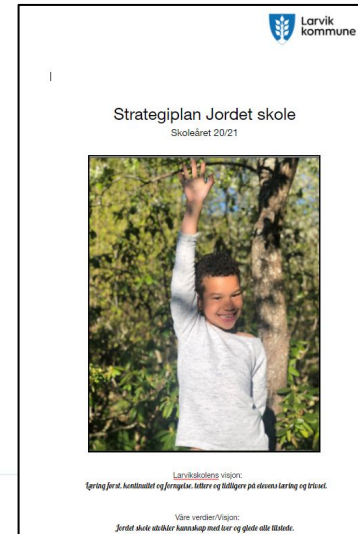 Larvik
kommune
Strategiplan Jordet skole
Skoleåret 20/21
Larvikskolens visjon:
Læring først, kontinuitet og fornyelse, tettere og tidligere på elevens læring og trivsel.
Våre verdier/Visjon:
Jordet skole utvikler kunnskap med iver og glede alle tilstede.